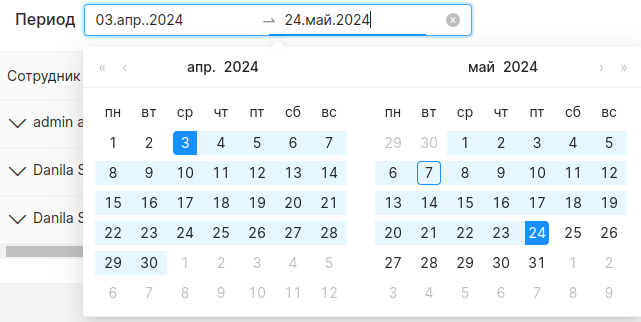 Период 03.апр..2024 → 24.май.2024
« ‹ апр. 2024 май 2024 › »
Сотрудник
пн вт ср чт пт сб вс пн вт ср чт пт сб вс
1 2 3 4 5 6 7 29 30 1 2 3 4 5
admin a
8 9 10 11 12 13 14 6 7 8 9 10 11 12
Danila S
15 16 17 18 19 20 21 13 14 15 16 17 18 19
Danila S
22 23 24 25 26 27 28 20 21 22 23 24 25 26
29 30 1 2 3 4 5 27 28 29 30 31 1 2
6 7 8 9 10 11 12 3 4 5 6 7 8 9